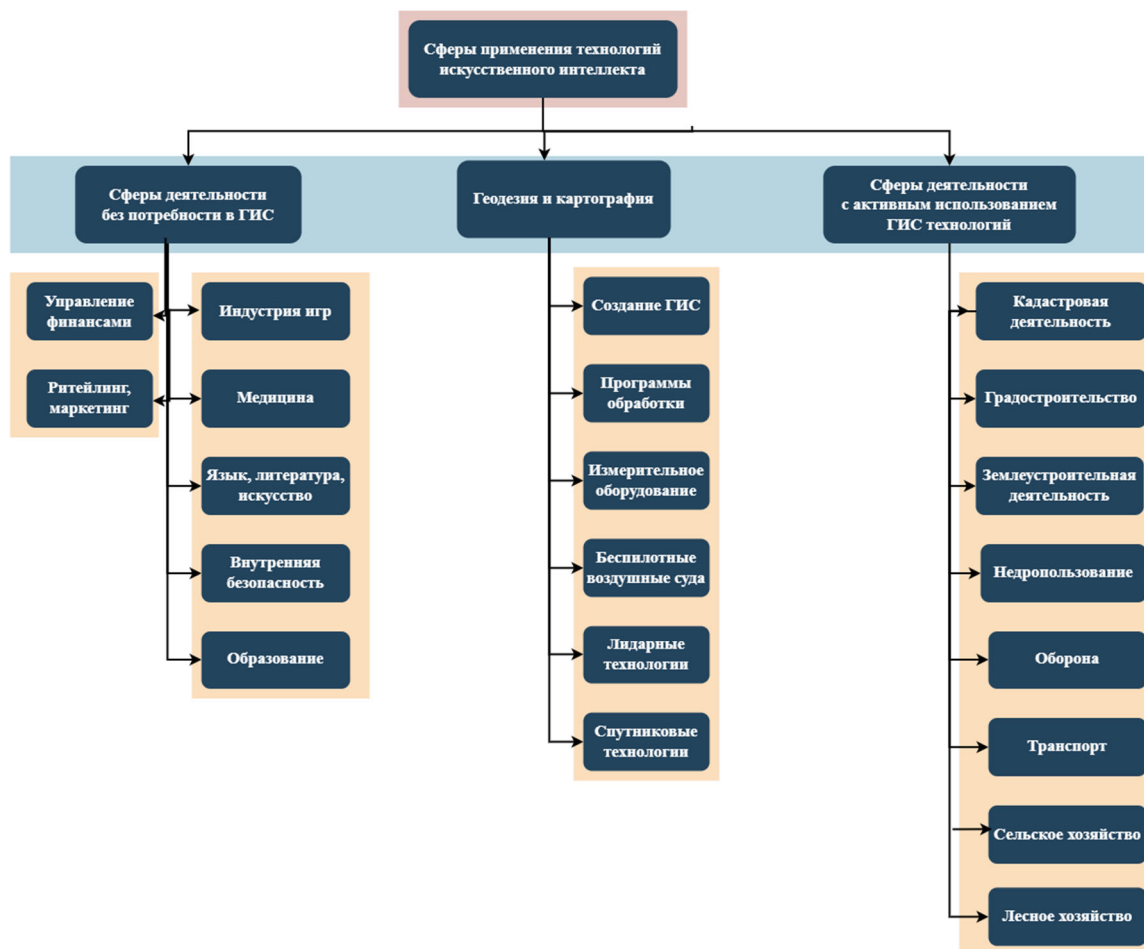 Сферы применения технологий
искусственного интеллекта
Сферы деятельности
без потребности в ГИС
Геодезия и картография
Сферы деятельности
с активным использованием
ГИС технологий
Управление
финансами
Ритейлинг,
маркетинг
Индустрия игр
Медицина
Язык, литература,
искусство
Внутренняя
безопасность
Образование
Создание ГИС
Программы
обработки
Измерительное
оборудование
Беспилотные
воздушные суда
Лидарные
технологии
Спутниковые
технологии
Кадастровая
деятельность
Градостроительство
Землеустроительная
деятельность
Недропользование
Оборона
Транспорт
Сельское хозяйство
Лесное хозяйство